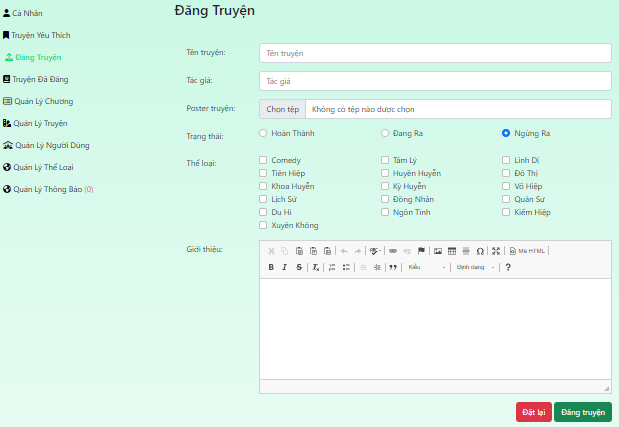 Cá Nhân
Truyện Yêu Thích
Đăng Truyện
Truyện Đã Đăng
Quản Lý Chương
Quản Lý Truyện
Quản Lý Người Dùng
Quản Lý Thể Loại
Quản Lý Thông Báo (0)
Đăng Truyện
Tên truyện: Tên truyện
Tác giả: Tác giả
Poster truyện: Chọn tệp Không có tệp nào được chọn
Trạng thái: Hoàn Thành Đang Ra Ngừng Ra
Thể loại: Comedy Tâm Lý Linh Dị
Tiên Hiệp Huyền Huyễn Đô Thị
Khoa Huyễn Kỳ Huyễn Võ Hiệp
Lịch Sử Đồng Nhân Quân Sự
Du Hí Ngôn Tình Kiếm Hiệp
Xuyên Không
Giới thiệu:
Mã HTML
B I S Ix Kiểu Định dạng ?
Đặt lại Đăng truyện